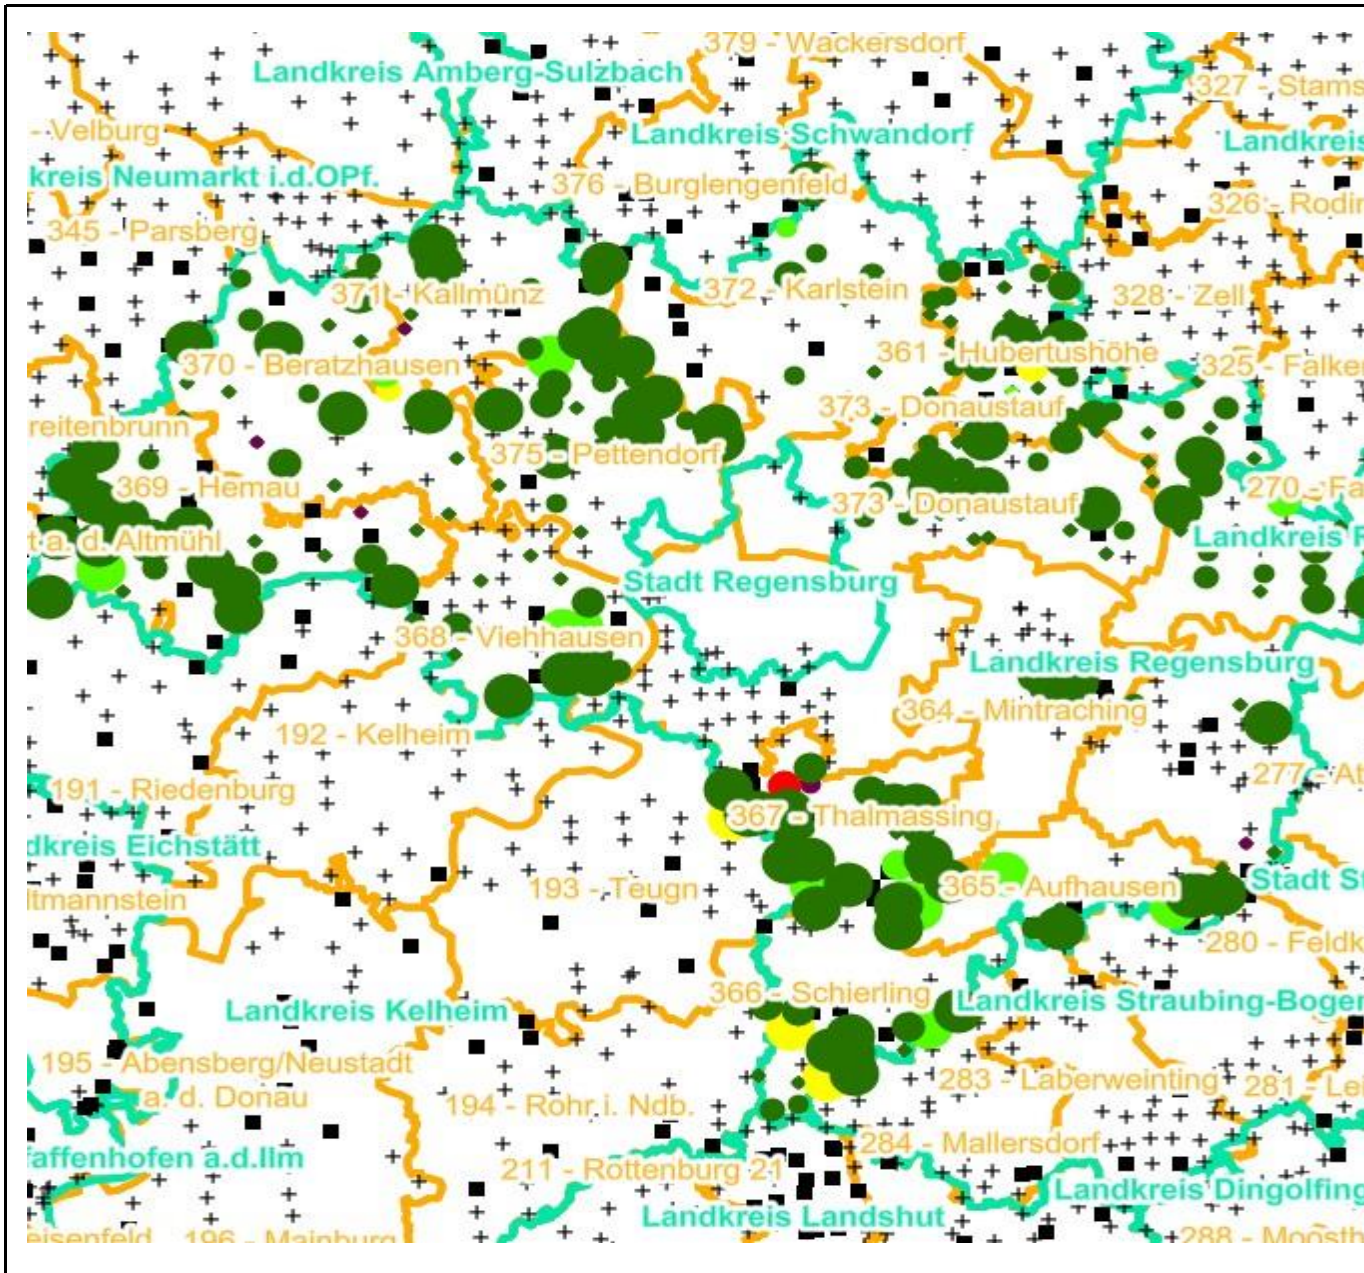 379 - Wackersdorf
Landkreis Amberg-Sulzbach
327 - Stams
- Velburg
Landkreis Schwandorf
Landkreis
kreis Neumarkt i.d.OPf.
376 - Burglengenfeld
326 - Rodin
345 - Parsberg
371 - Kallmünz
372 - Karlstein
328 - Zell
370 - Beratzhausen
361 - Hubertushöhe
325 - Falken
373 - Donaustauf
reitenbrunn
375 - Pettendorf
369 - Hemau
373 - Donaustauf
270 - Fa
t a. d. Altmühl
Landkreis R
Stadt Regensburg
368 - Viehhausen
Landkreis Regensburg
364 - Mintraching
192 - Kelheim
277 - At
191 - Riedenburg
367 - Thalmassing
dkreis Eichstätt
193 - Teugn
365 - Aufhausen
Stadt St
ltmannstein
280 - Feldk
366 - Schierling
Landkreis Straubing-Bogen
Landkreis Kelheim
195 - Abensberg/Neustadt
a. d. Donau
283 - Laberweinting
281 - Lei
194 - Rohr i. Ndb.
284 - Mallersdorf
faffenhofen a.d.Ilm
211 - Rottenburg 21
Landkreis Dingolfing
Landkreis Landshut
eisenfeld
196 - Mainburg
288 - Moosth